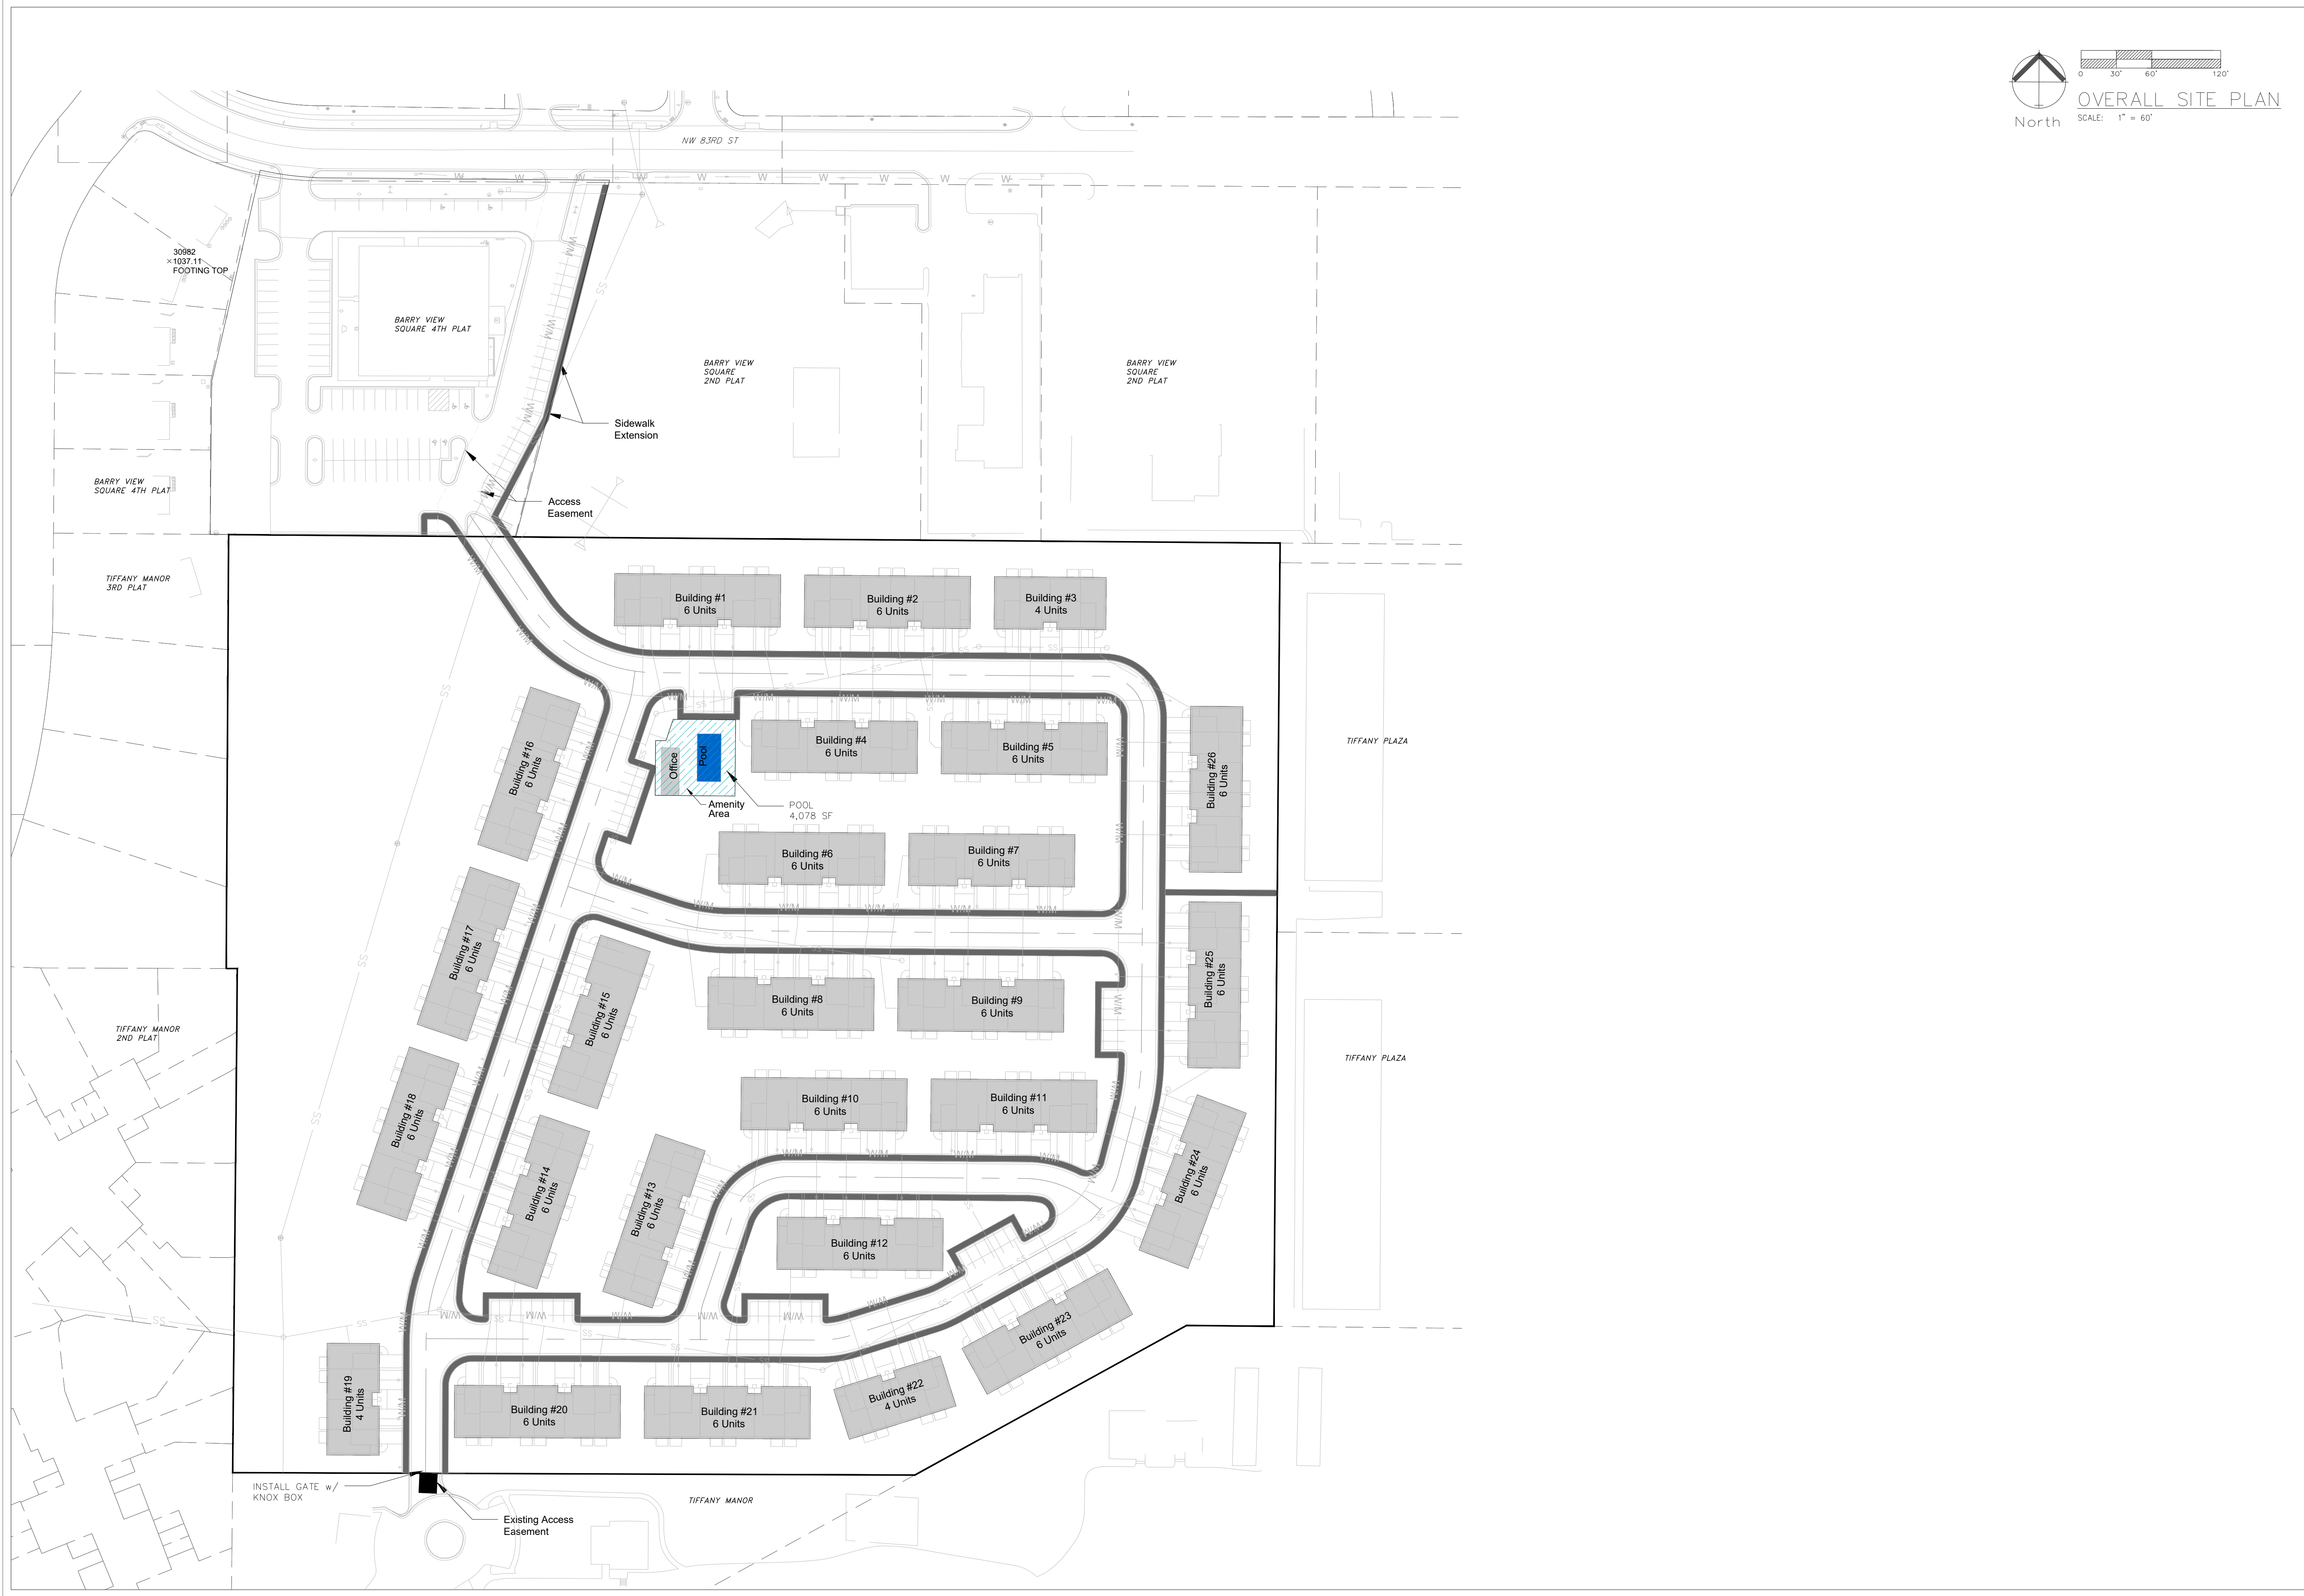 0 30' 60' 120'
OVERALL SITE PLAN
SCALE: 1" = 60'
North
NW 83RD ST
W W W W W W W W W W
30982
×1037.11
FOOTING TOP
BARRY VIEW
SQUARE 4TH PLAT
BARRY VIEW
SQUARE
2ND PLAT
BARRY VIEW
SQUARE
2ND PLAT
Sidewalk
Extension
BARRY VIEW
SQUARE 4TH PLAT
Access
Easement
TIFFANY MANOR
3RD PLAT
Building #1
6 Units
Building #2
6 Units
Building #3
4 Units
Building #16
6 Units
Office
Pool
Amenity
Area
POOL
4,078 SF
Building #4
6 Units
Building #5
6 Units
Building #26
6 Units
TIFFANY PLAZA
Building #6
6 Units
Building #7
6 Units
Building #17
6 Units
Building #15
6 Units
Building #8
6 Units
Building #9
6 Units
Building #25
6 Units
TIFFANY MANOR
2ND PLAT
TIFFANY PLAZA
Building #18
6 Units
Building #14
6 Units
Building #13
6 Units
Building #10
6 Units
Building #11
6 Units
Building #24
6 Units
Building #12
6 Units
Building #23
6 Units
Building #19
4 Units
Building #20
6 Units
Building #21
6 Units
Building #22
4 Units
INSTALL GATE w/
KNOX BOX
TIFFANY MANOR
Existing Access
Easement